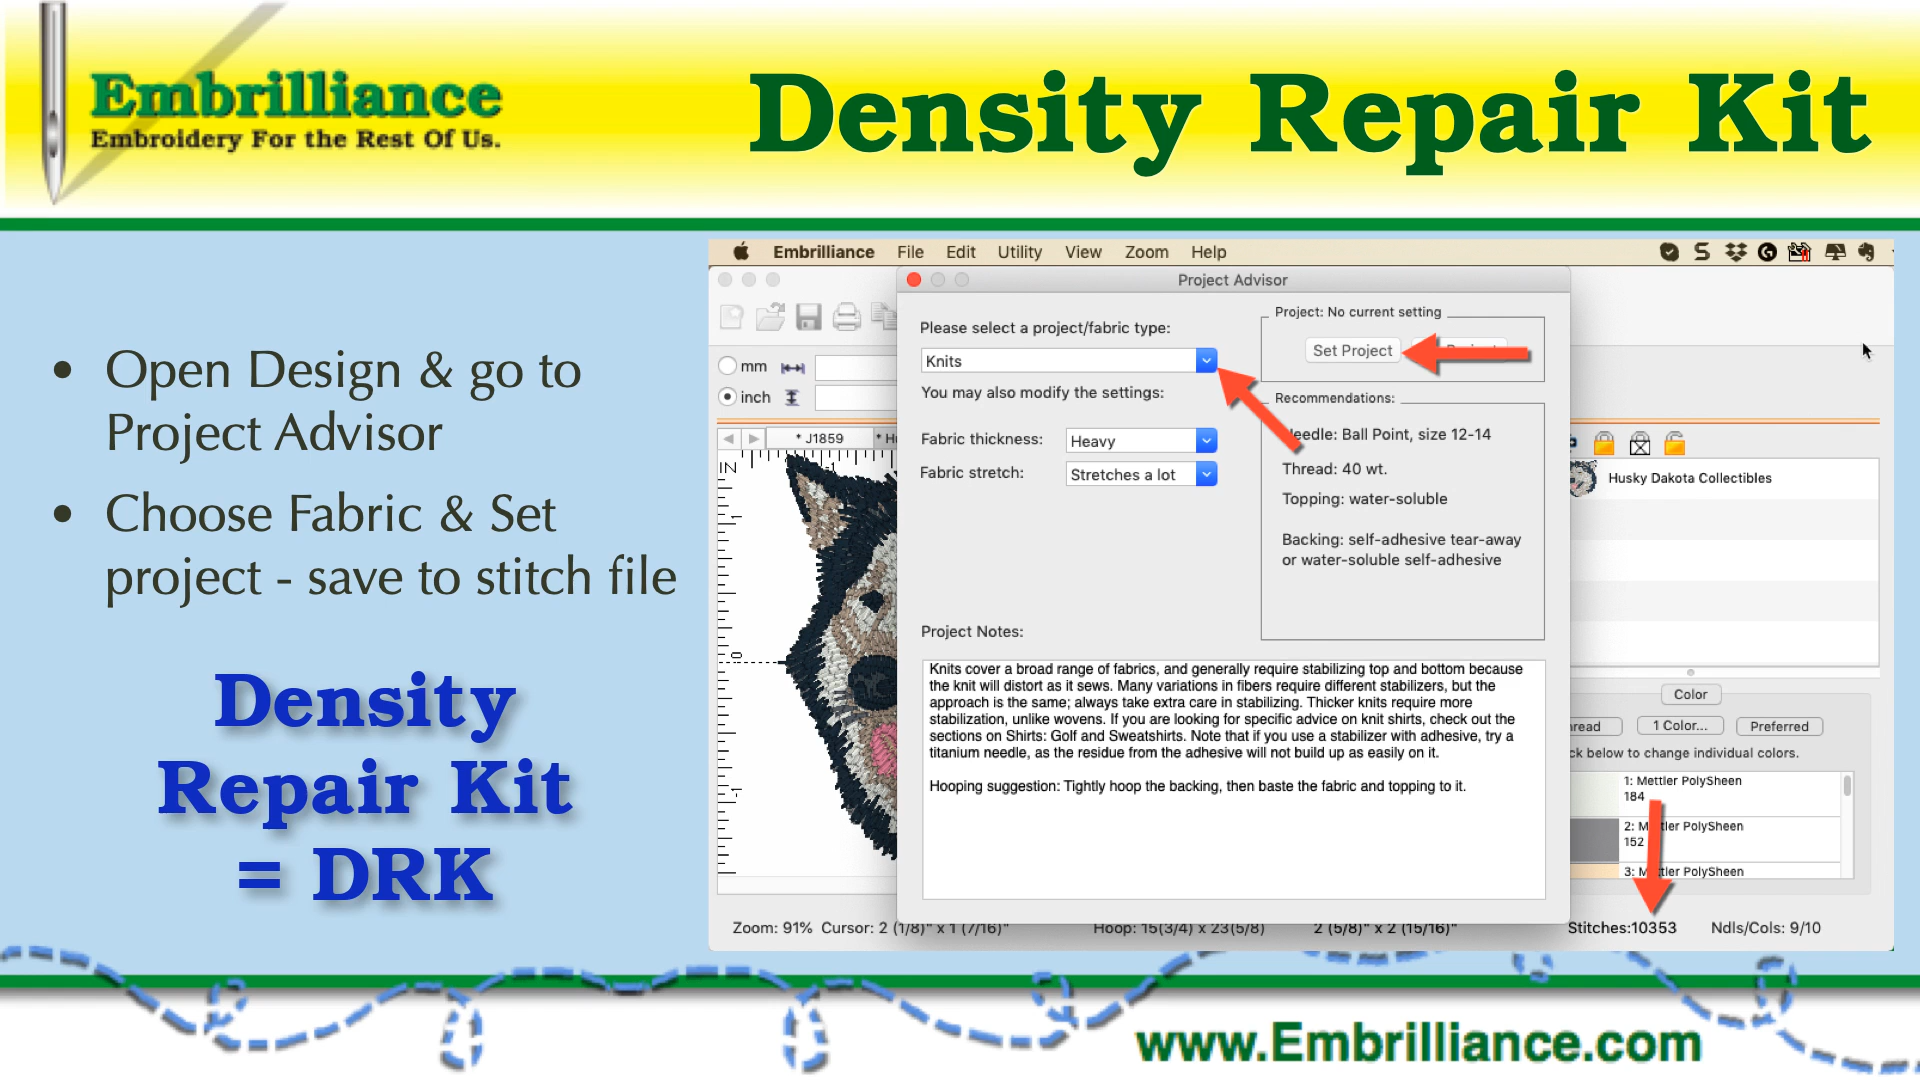 Embrilliance
Embroidery For the Rest Of Us.
Density Repair Kit
• Open Design & go to
Project Advisor
• Choose Fabric & Set
project - save to stitch file
Density
Repair Kit
= DRK
Embrilliance File Edit Utility View Zoom Help
Project Advisor
Please select a project/fabric type:
Knits
You may also modify the settings:
Fabric thickness: Heavy
Fabric stretch: Stretches a lot
Project: No current setting
Set Project
Recommendations:
Needle: Ball Point, size 12-14
Thread: 40 wt.
Topping: water-soluble
Backing: self-adhesive tear-away
or water-soluble self-adhesive
Project Notes:
Knits cover a broad range of fabrics, and generally require stabilizing top and bottom because
the knit will distort as it sews. Many variations in fibers require different stabilizers, but the
approach is the same; always take extra care in stabilizing. Thicker knits require more
stabilization, unlike wovens. If you are looking for specific advice on knit shirts, check out the
sections on Shirts: Golf and Sweatshirts. Note that if you use a stabilizer with adhesive, try a
titanium needle, as the residue from the adhesive will not build up as easily on it.
Hooping suggestion: Tightly hoop the backing, then baste the fabric and topping to it.
mm
inch
* J1859
IN
-1
1
0
-1
Husky Dakota Collectibles
Color
1 Color... Preferred
below to change individual colors.
1: Mettler PolySheen
184
2: Mettler PolySheen
152
3: Mettler PolySheen
Zoom: 91% Cursor: 2 (1/8)" x 1 (7/16)" Hoop: 15(3/4) x 23(5/8) 2 (5/8)" x 2 (15/16)" Stitches:10353 Ndls/Cols: 9/10
www.Embrilliance.com